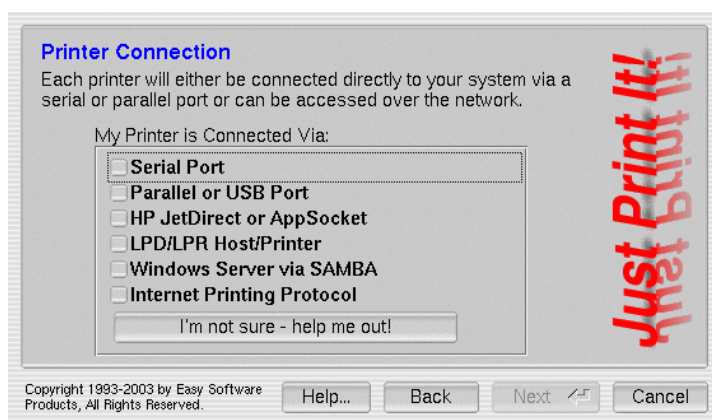 Printer Connection
Each printer will either be connected directly to your system via a
serial or parallel port or can be accessed over the network.
My Printer is Connected Via:
Serial Port
Parallel or USB Port
HP JetDirect or AppSocket
LPD/LPR Host/Printer
Windows Server via SAMBA
Internet Printing Protocol
I'm not sure - help me out!
Just Print It!
Copyright 1993-2003 by Easy Software
Products, All Rights Reserved.
Help...
Back
Next
Cancel